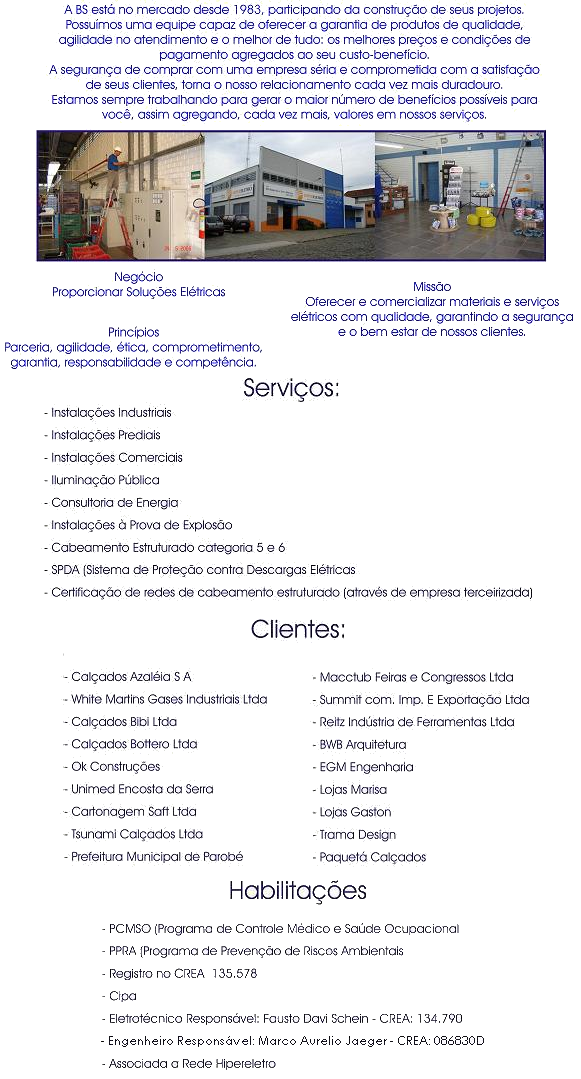 A BS está no mercado desde 1983, participando da construção de seus projetos.
Possuímos uma equipe capaz de oferecer a garantia de produtos de qualidade,
agilidade no atendimento e o melhor de tudo: os melhores preços e condições de
pagamento agregados ao seu custo-benefício.
A segurança de comprar com uma empresa séria e comprometida com a satisfação
de seus clientes, torna o nosso relacionamento cada vez mais duradouro.
Estamos sempre trabalhando para gerar o maior número de benefícios possíveis para
você, assim agregando, cada vez mais, valores em nossos serviços.
Negócio
Proporcionar Soluções Elétricas
Missão
Oferecer e comercializar materiais e serviços
elétricos com qualidade, garantindo a segurança
e o bem estar de nossos clientes.
Princípios
Parceria, agilidade, ética, comprometimento,
garantia, responsabilidade e competência.
Serviços:
- Instalações Industriais
- Instalações Prediais
- Instalações Comerciais
- Iluminação Pública
- Consultoria de Energia
- Instalações à Prova de Explosão
- Cabeamento Estruturado categoria 5 e 6
- SPDA (Sistema de Proteção contra Descargas Elétricas
- Certificação de redes de cabeamento estruturado (através de empresa terceirizada)
Clientes:
- Calçados Azaléia S A
- White Martins Gases Industriais Ltda
- Calçados Bibi Ltda
- Calçados Bottero Ltda
- Ok Construções
- Unimed Encosta da Serra
- Cartonagem Saft Ltda
- Tsunami Calçados Ltda
- Prefeitura Municipal de Parobé
- Macctub Feiras e Congressos Ltda
- Summit com. Imp. E Exportação Ltda
- Reitz Indústria de Ferramentas Ltda
- BWB Arquitetura
- EGM Engenharia
- Lojas Marisa
- Lojas Gaston
- Trama Design
- Paquetá Calçados
Habilitações
- PCMSO (Programa de Controle Médico e Saúde Ocupacional
- PPRA (Programa de Prevenção de Riscos Ambientais
- Registro no CREA 135.578
- Cipa
- Eletrotécnico Responsável: Fausto Davi Schein - CREA: 134.790
- Engenheiro Responsável: Marco Aurelio Jaeger - CREA: 086830D
- Associada a Rede Hipereletro